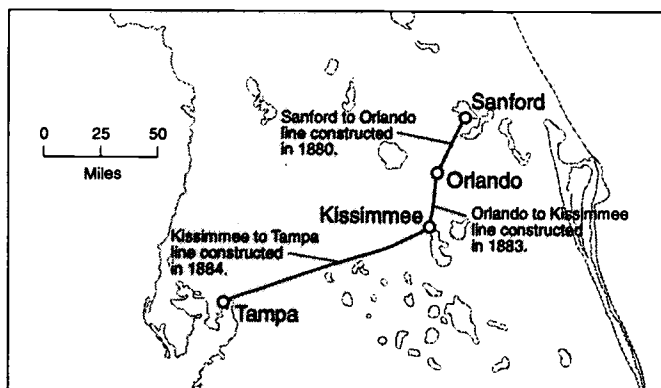 Sanford
Sanford to Orlando
line constructed
in 1880.
0 25 50
Miles
Orlando
Kissimmee
Orlando to Kissimmee
line constructed
in 1883.
Kissimmee to Tampa
line constructed
in 1884.
Tampa